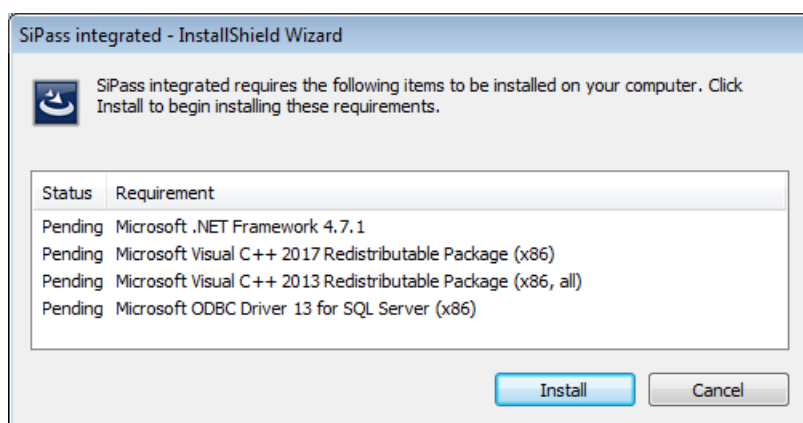 SiPass integrated - InstallShield Wizard
SiPass integrated requires the following items to be installed on your computer. Click
Install to begin installing these requirements.
Status Requirement
Pending Microsoft .NET Framework 4.7.1
Pending Microsoft Visual C++ 2017 Redistributable Package (x86)
Pending Microsoft Visual C++ 2013 Redistributable Package (x86, all)
Pending Microsoft ODBC Driver 13 for SQL Server (x86)
Install Cancel